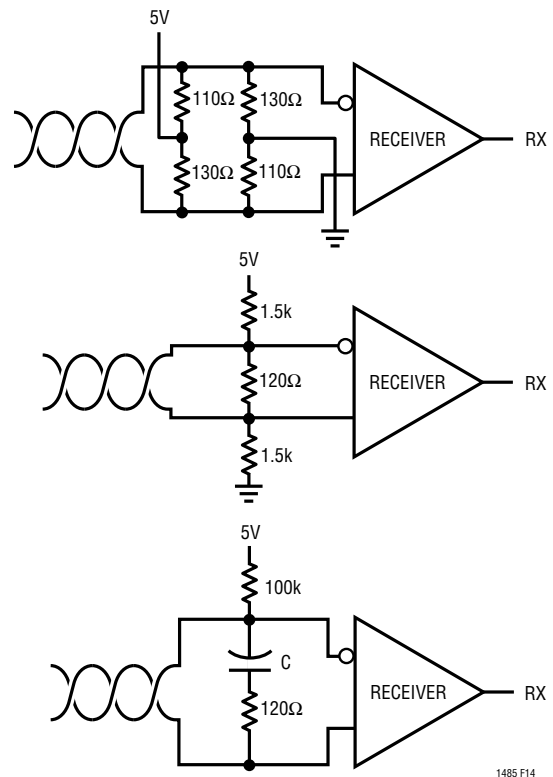 5V
110Ω
130Ω
130Ω
110Ω
RECEIVER
RX
5V
1.5k
120Ω
1.5k
RECEIVER
RX
5V
100k
C
120Ω
RECEIVER
RX
1485 F14